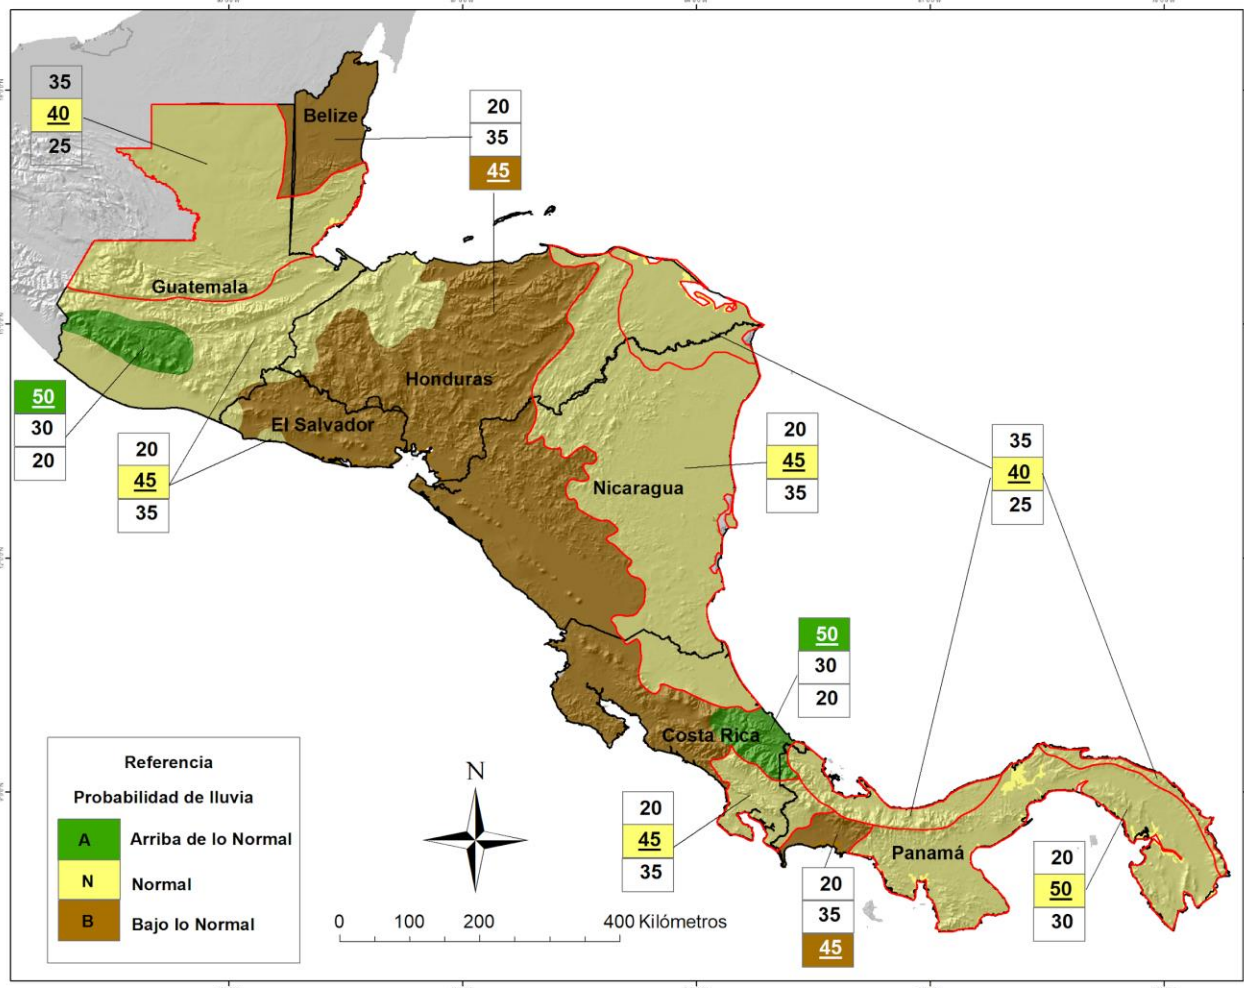 35
40
25
Belize
20
35
45
Guatemala
50
30
20
20
45
35
Honduras
El Salvador
Nicaragua
20
45
35
35
40
25
50
30
20
Costa Rica
Panamá
20
45
35
20
35
45
20
50
30
Referencia
Probabilidad de lluvia
A Arriba de lo Normal
N Normal
B Bajo lo Normal
N
0 100 200 400 Kilómetros